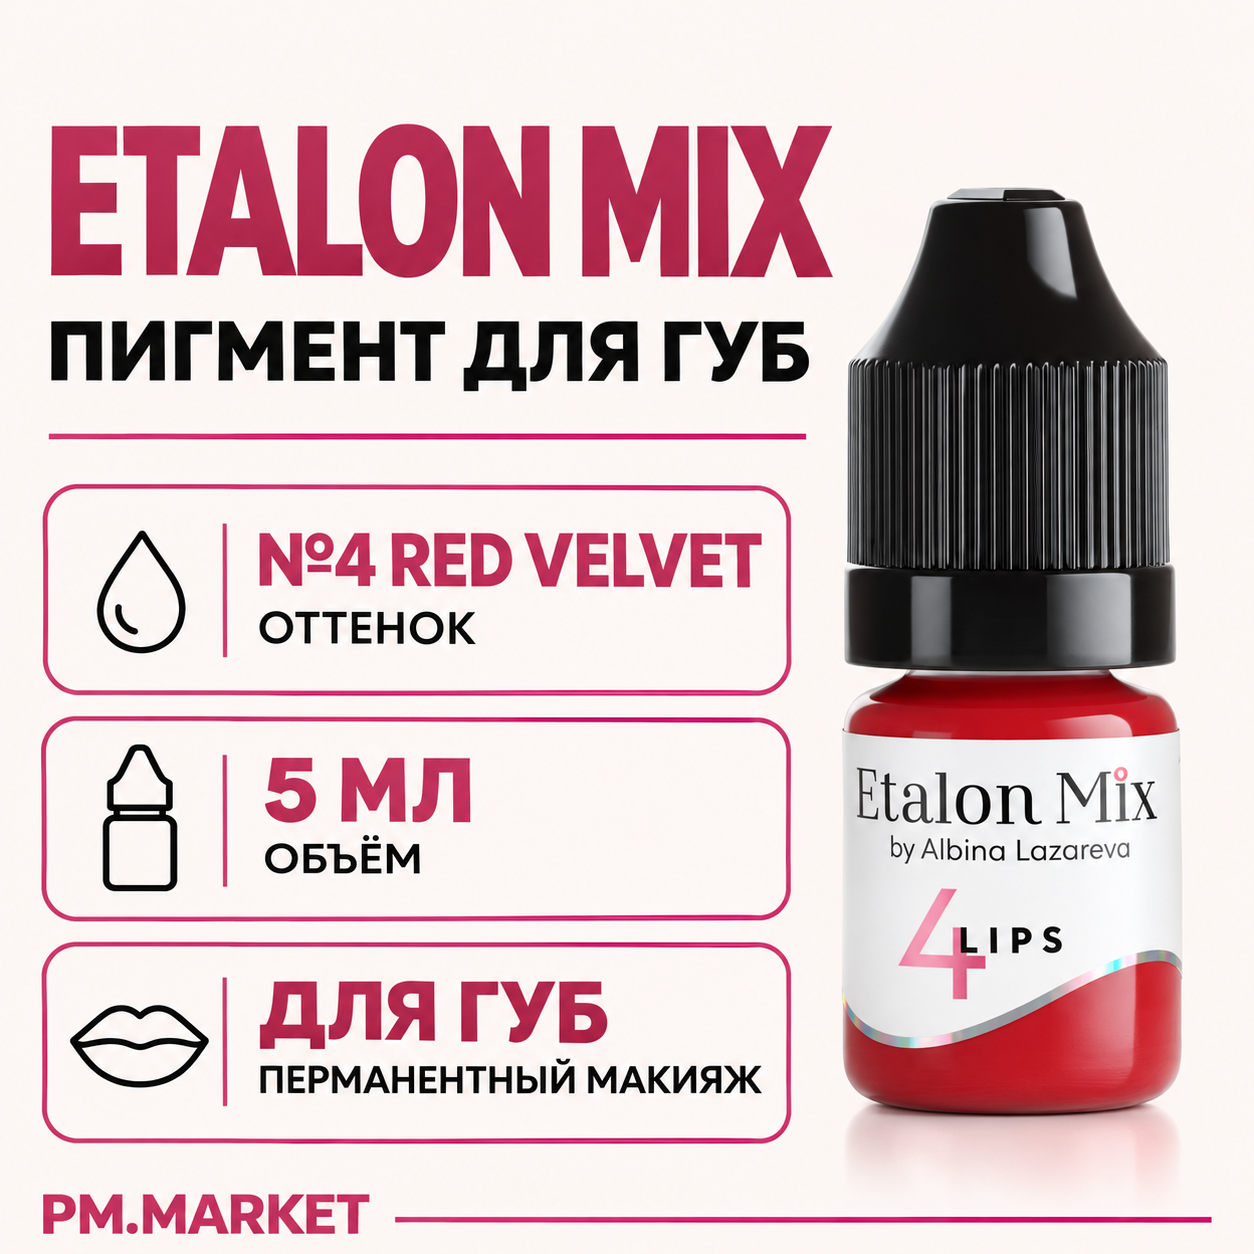 ETALON MIX
ПИГМЕНТ ДЛЯ ГУБ
№4 RED VELVET
ОТТЕНОК
5 МЛ
ОБЪЁМ
ДЛЯ ГУБ
ПЕРМАНЕНТНЫЙ МАКИЯЖ
PM.MARKET
Etalon Mix
by Albina Lazareva
4 LIPS